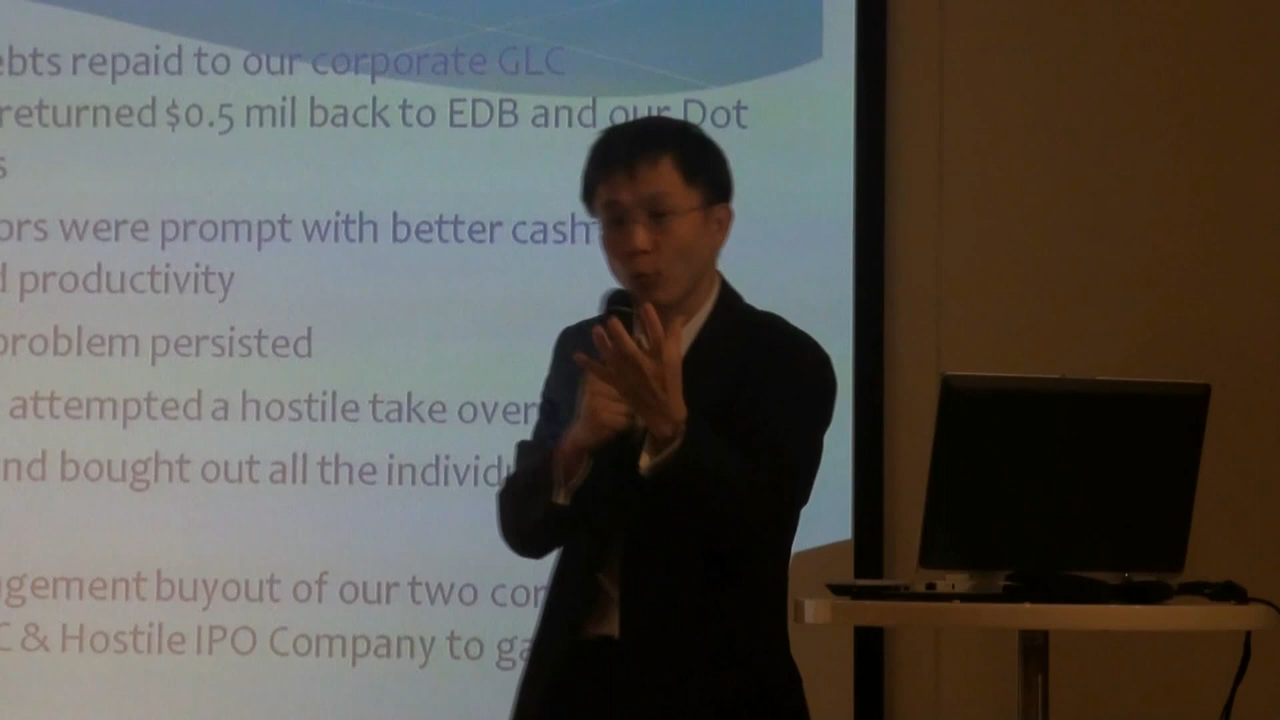 ebts repaid to our corporate GLC
returned $0.5 mil back to EDB and our Dot
s
ors were prompt with better cash
d productivity
problem persisted
attempted a hostile take over
nd bought out all the individu
gement buyout of our two con
C & Hostile IPO Company to ga